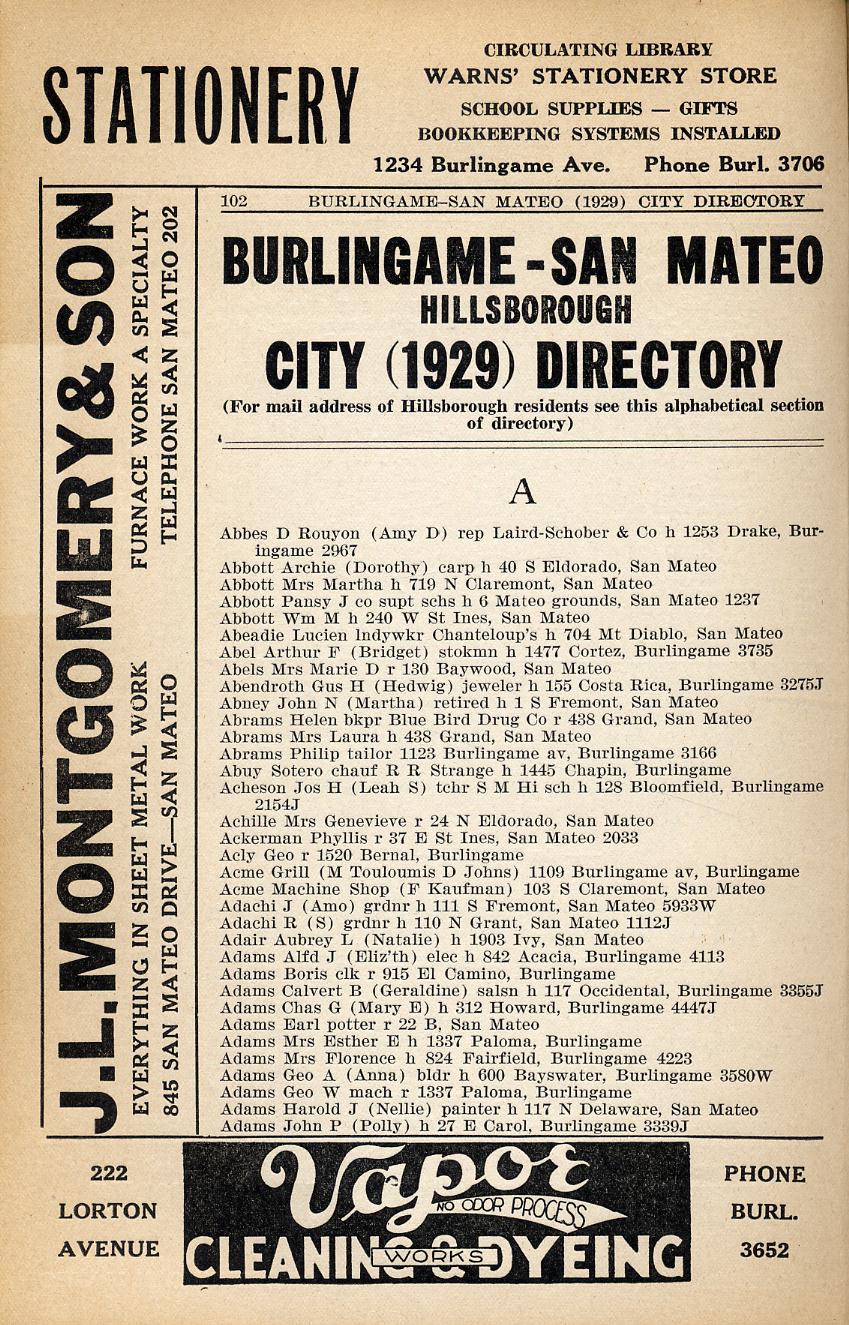 STATIONERY
CIRCULATING LIBRARY
WARNS' STATIONERY STORE
SCHOOL SUPPLIES — GIFTS
BOOKKEEPING SYSTEMS INSTALLED
1234 Burlingame Ave. Phone Burl. 3706
J. L. MONTGOMERY & SON
EVERYTHING IN SHEET METAL WORK FURNACE WORK A SPECIALTY
845 SAN MATEO DRIVE—SAN MATEO TELEPHONE SAN MATEO 202
102 BURLINGAME–SAN MATEO (1929) CITY DIRECTORY
BURLINGAME - SAN MATEO
HILLSBOROUGH
CITY (1929) DIRECTORY
(For mail address of Hillsborough residents see this alphabetical section
of directory)
A
Abbes D Rouyon (Amy D) rep Laird-Schober & Co h 1253 Drake, Bur-
ingame 2967
Abbott Archie (Dorothy) carp h 40 S Eldorado, San Mateo
Abbott Mrs Martha h 719 N Claremont, San Mateo
Abbott Pansy J co supt schs h 6 Mateo grounds, San Mateo 1237
Abbott Wm M h 240 W St Ines, San Mateo
Abeadie Lucien lndywkr Chanteloup's h 704 Mt Diablo, San Mateo
Abel Arthur F (Bridget) stokmn h 1477 Cortez, Burlingame 3735
Abels Mrs Marie D r 130 Baywood, San Mateo
Abendroth Gus H (Hedwig) jeweler h 155 Costa Rica, Burlingame 3275J
Abney John N (Martha) retired h 1 S Fremont, San Mateo
Abrams Helen bkpr Blue Bird Drug Co r 438 Grand, San Mateo
Abrams Mrs Laura h 438 Grand, San Mateo
Abrams Philip tailor 1123 Burlingame av, Burlingame 3166
Abuy Sotero chauf R R Strange h 1445 Chapin, Burlingame
Acheson Jos H (Leah S) tchr S M Hi sch h 128 Bloomfield, Burlingame
2154J
Achille Mrs Genevieve r 24 N Eldorado, San Mateo
Ackerman Phyllis r 37 E St Ines, San Mateo 2033
Acly Geo r 1520 Bernal, Burlingame
Acme Grill (M Touloumis D Johns) 1109 Burlingame av, Burlingame
Acme Machine Shop (F Kaufman) 103 S Claremont, San Mateo
Adachi J (Amo) grdnr h 111 S Fremont, San Mateo 5933W
Adachi R (S) grdnr h 110 N Grant, San Mateo 1112J
Adair Aubrey L (Natalie) h 1903 Ivy, San Mateo
Adams Alfd J (Eliz'th) elec h 842 Acacia, Burlingame 4113
Adams Boris clk r 915 El Camino, Burlingame
Adams Calvert B (Geraldine) salsn h 117 Occidental, Burlingame 3355J
Adams Chas G (Mary E) h 312 Howard, Burlingame 4447J
Adams Earl potter r 22 B, San Mateo
Adams Mrs Esther E h 1337 Paloma, Burlingame
Adams Mrs Florence h 824 Fairfield, Burlingame 4223
Adams Geo A (Anna) bldr h 600 Bayswater, Burlingame 3580W
Adams Geo W mach r 1337 Paloma, Burlingame
Adams Harold J (Nellie) painter h 117 N Delaware, San Mateo
Adams John P (Polly) h 27 E Carol, Burlingame 3339J
222
LORTON
AVENUE
Vapor
NO ODOR PROCESS
CLEANING & DYEING
WORKS
PHONE
BURL.
3652